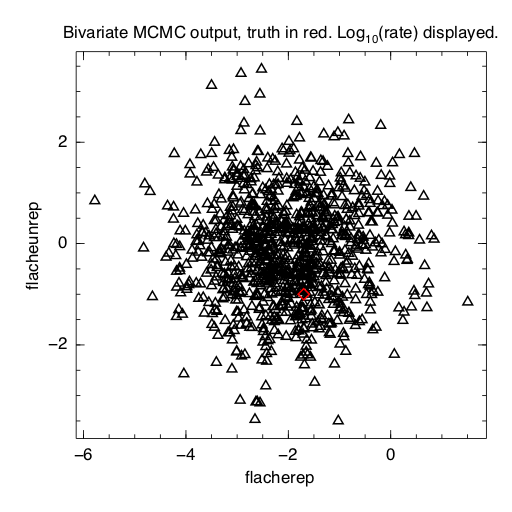 Bivariate MCMC output, truth in red. Log10(rate) displayed.
2
0
−2
flacheunrep
−6
−4
−2
0
flacherep